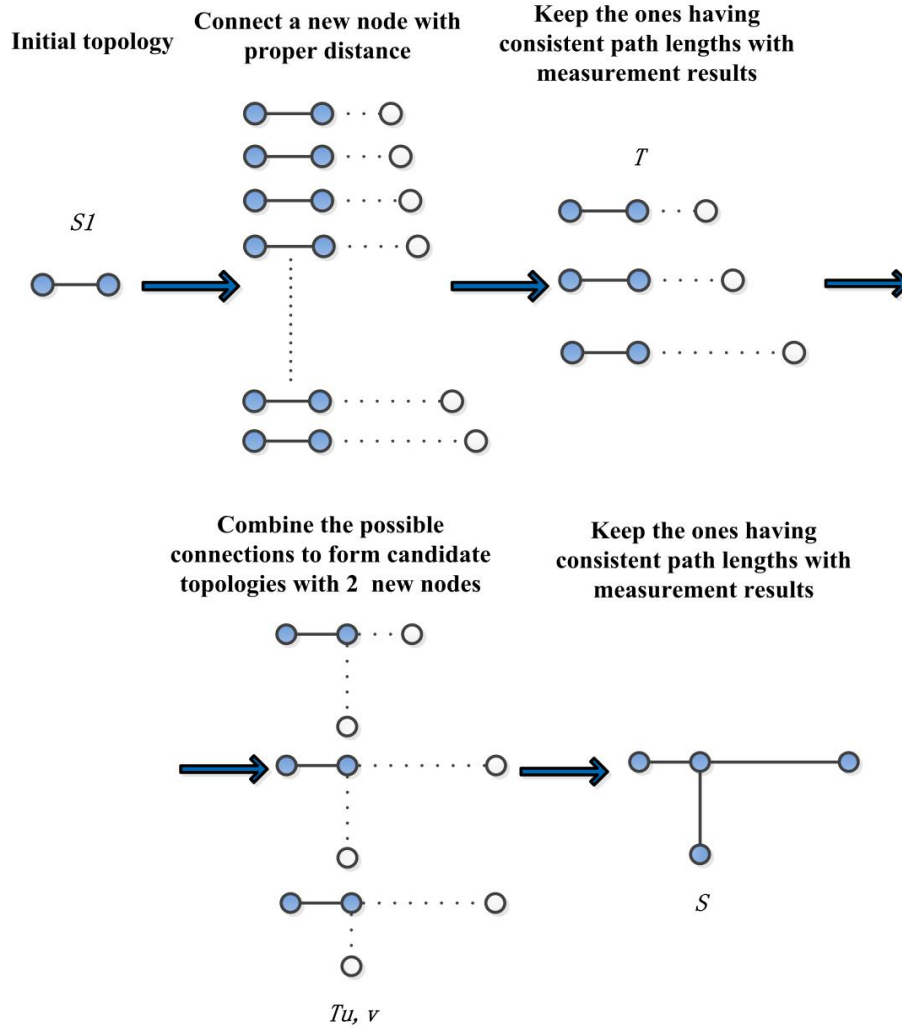 Initial topology
Connect a new node with
proper distance
Keep the ones having
consistent path lengths with
measurement results
S1
T
Combine the possible
connections to form candidate
topologies with 2 new nodes
Keep the ones having
consistent path lengths with
measurement results
Tu, v
S